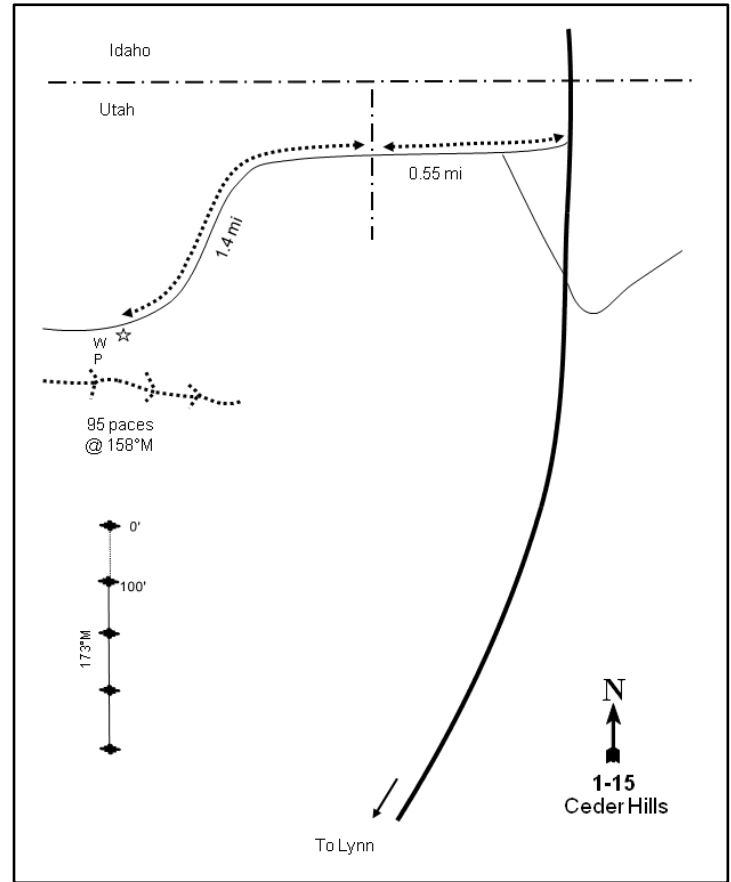 Idaho
Utah
0.55 mi
1.4 mi
W
P
95 paces
@ 158°M
0'
100'
173°M
N
1-15
Ceder Hills
To Lynn